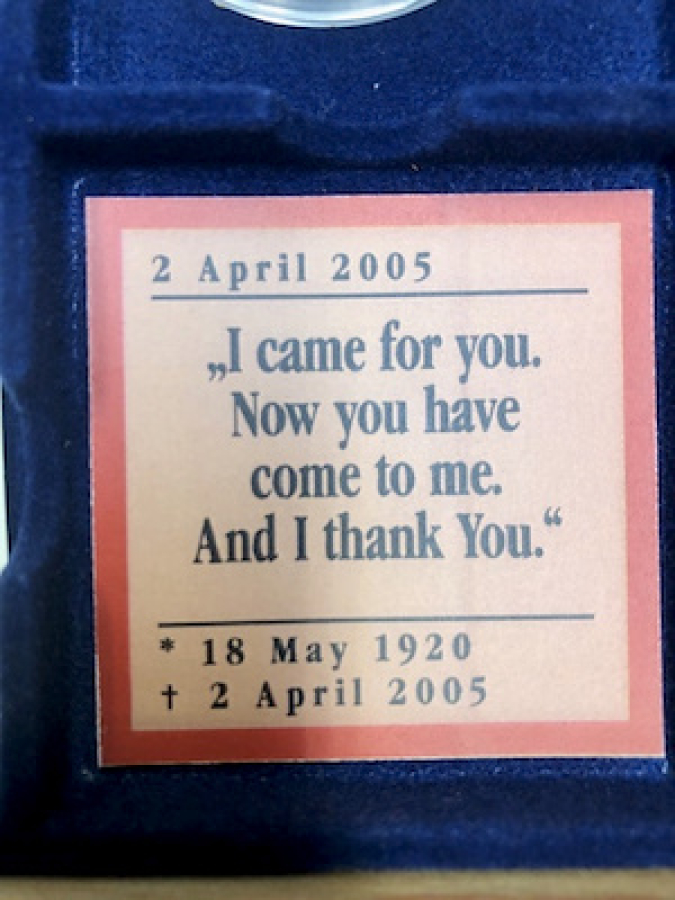 2 April 2005
„I came for you.
Now you have
come to me.
And I thank You.“
* 18 May 1920
† 2 April 2005